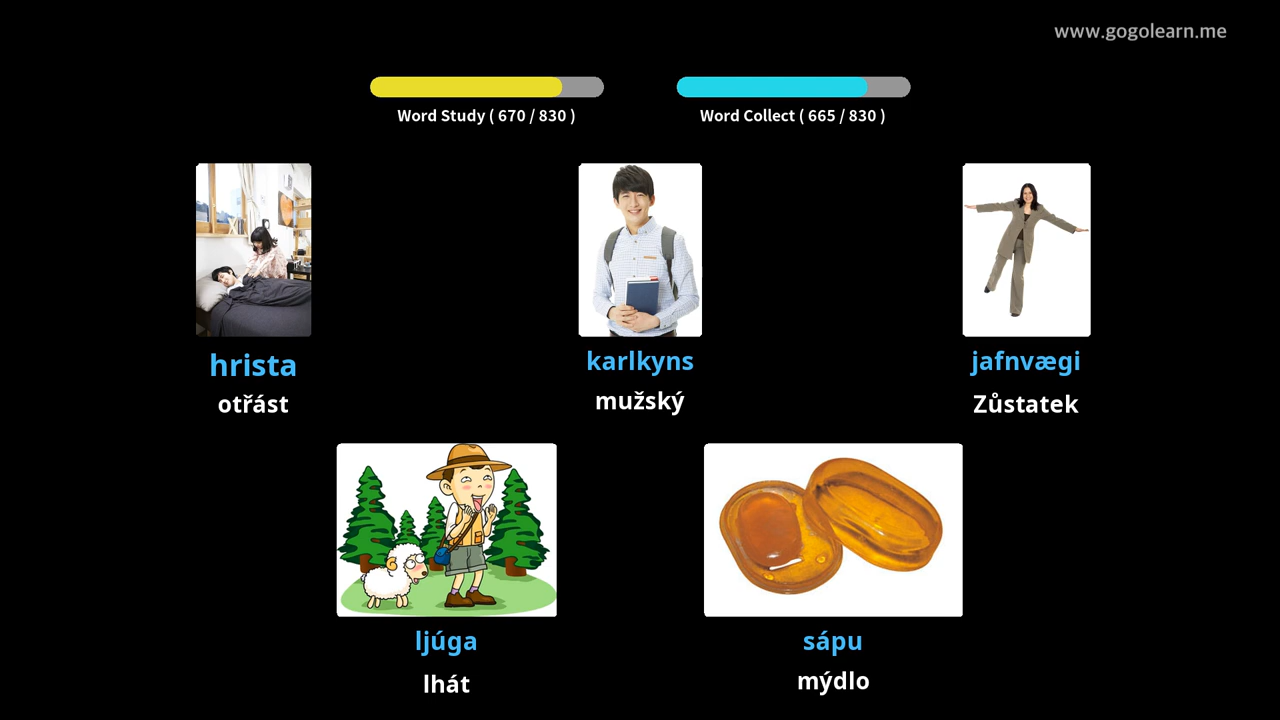 www.gogolearn.me
Word Study ( 670 / 830 )
Word Collect ( 665 / 830 )
hrista
karlkyns
jafnvægi
otřást
mužský
Zůstatek
ljúga
sápu
lhát
mýdlo